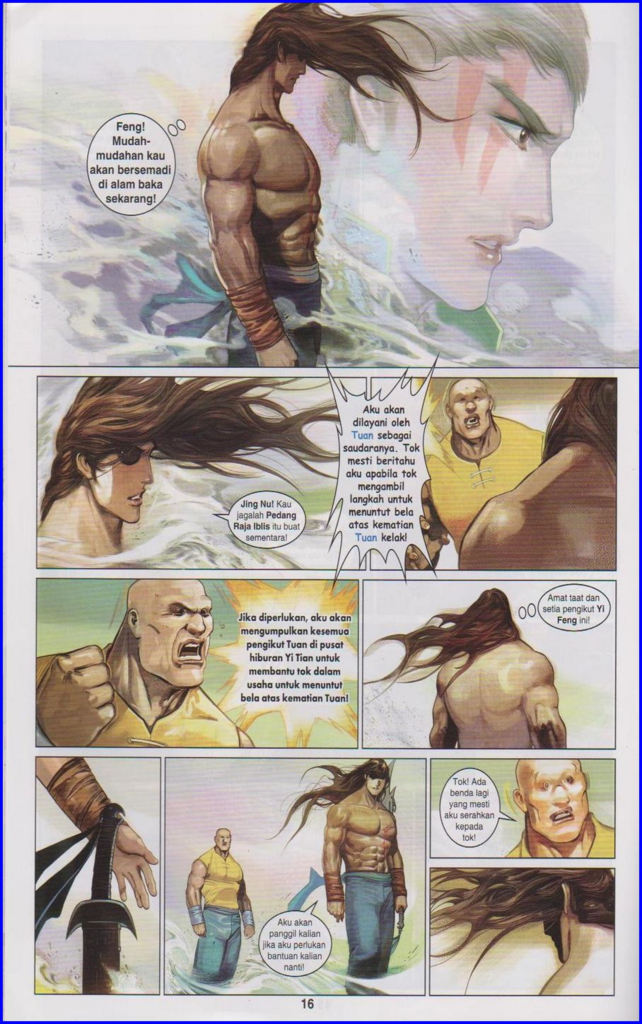 Feng!
Mudah-
mudahan kau
akan bersemadi
di alam baka
sekarang!
Jing Nu! Kau
jagalah Pedang
Raja Iblis itu buat
sementara!
Aku akan
dilayani oleh
Tuan sebagai
saudaranya. Tok
mesti beritahu
aku apabila tok
mengambil
langkah untuk
menuntut bela
atas kematian
Tuan kelak!
Jika diperlukan, aku akan
mengumpulkan kesemua
pengikut Tuan di pusat
hiburan Yi Tian untuk
membantu tok dalam
usaha untuk menuntut
bela atas kematian Tuan!
Amat taat dan
setia pengikut Yi
Feng ini!
Aku akan
panggil kalian
jika aku perlukan
bantuan kalian
nanti!
Tok! Ada
benda lagi
yang mesti
aku serahkan
kepada
tok!
16